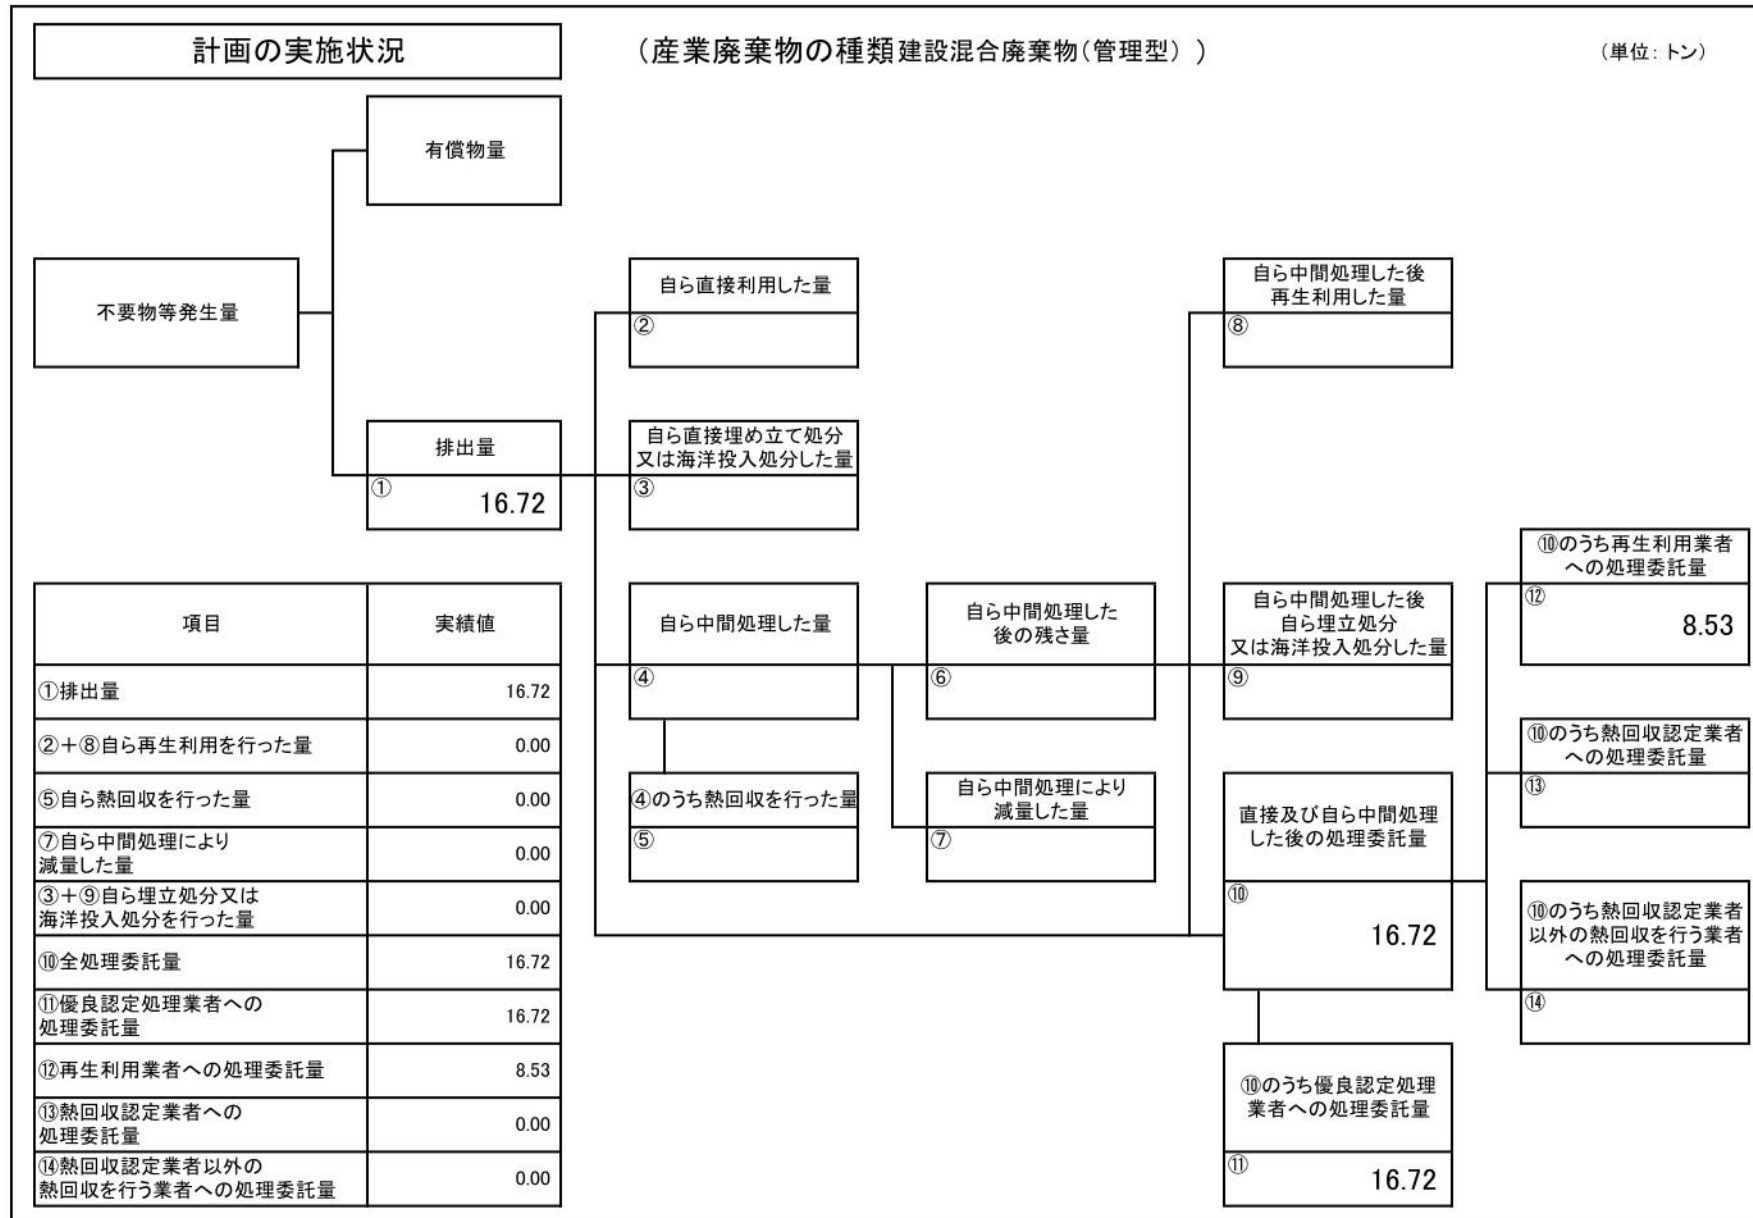 計画の実施状況
（産業廃棄物の種類建設混合廃棄物（管理型））
（単位：トン）
有償物量
不要物等発生量
自ら直接利用した量
②
自ら中間処理した後
再生利用した量
⑧
排出量
①
16.72
自ら直接埋め立て処分
又は海洋投入処分した量
③
⑩のうち再生利用業者
への処理委託量
⑫
8.53
項目
実績値
①排出量
16.72
②＋⑧自ら再生利用を行った量
0.00
⑤自ら熱回収を行った量
0.00
⑦自ら中間処理により
減量した量
0.00
③＋⑨自ら埋立処分又は
海洋投入処分を行った量
0.00
⑩全処理委託量
16.72
⑪優良認定処理業者への
処理委託量
16.72
⑫再生利用業者への処理委託量
8.53
⑬熱回収認定業者への
処理委託量
0.00
⑭熱回収認定業者以外の
熱回収を行う業者への処理委託量
0.00
自ら中間処理した量
④
自ら中間処理した
後の残さ量
⑥
自ら中間処理した後
自ら埋立処分
又は海洋投入処分した量
⑨
④のうち熱回収を行った量
⑤
自ら中間処理により
減量した量
⑦
直接及び自ら中間処理
した後の処理委託量
⑩
16.72
⑩のうち熱回収認定業者
への処理委託量
⑬
⑩のうち熱回収認定業者
以外の熱回収を行う業者
への処理委託量
⑭
⑩のうち優良認定処理
業者への処理委託量
⑪
16.72